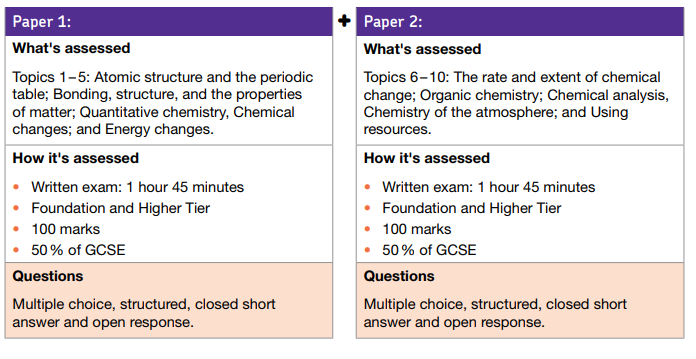 Paper 1:
What's assessed
Topics 1–5: Atomic structure and the periodic
table; Bonding, structure, and the properties
of matter; Quantitative chemistry, Chemical
changes; and Energy changes.
How it's assessed
• Written exam: 1 hour 45 minutes
• Foundation and Higher Tier
• 100 marks
• 50 % of GCSE
Questions
Multiple choice, structured, closed short
answer and open response.
+
Paper 2:
What's assessed
Topics 6–10: The rate and extent of chemical
change; Organic chemistry; Chemical analysis,
Chemistry of the atmosphere; and Using
resources.
How it's assessed
• Written exam: 1 hour 45 minutes
• Foundation and Higher Tier
• 100 marks
• 50 % of GCSE
Questions
Multiple choice, structured, closed short
answer and open response.